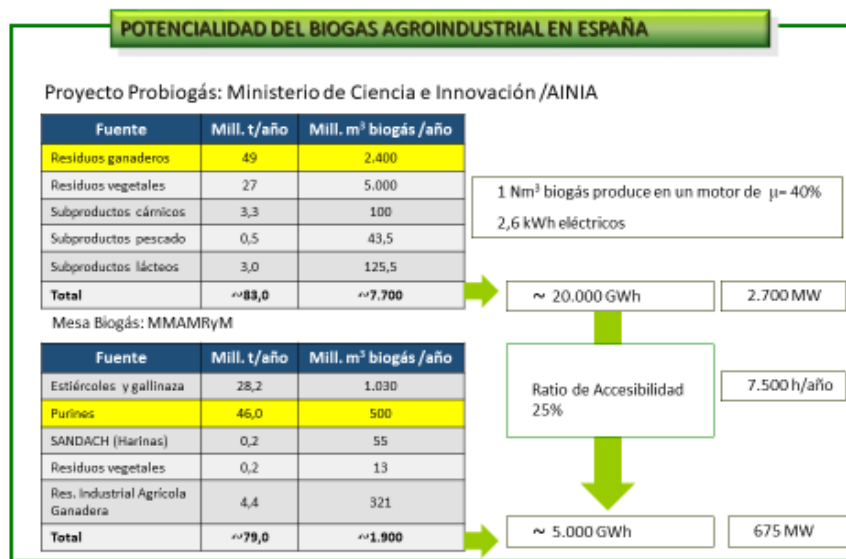 POTENCIALIDAD DEL BIOGAS AGROINDUSTRIAL EN ESPAÑA
Proyecto Probiogás: Ministerio de Ciencia e Innovación /AINIA
Fuente Mill. t/año Mill. m³ biogás /año
Residuos ganaderos 49 2.400
Residuos vegetales 27 5.000
Subproductos cárnicos 3,3 100
Subproductos pescado 0,5 43,5
Subproductos lácteos 3,0 125,5
Total ~83,0 ~7.700
1 Nm³ biogás produce en un motor de μ= 40%
2,6 kWh eléctricos
~ 20.000 GWh 2.700 MW
Mesa Biogás: MMAMRyM
Fuente Mill. t/año Mill. m³ biogás /año
Estiércoles y gallinaza 28,2 1.030
Purines 46,0 500
SANDACH (Harinas) 0,2 55
Residuos vegetales 0,2 13
Res. Industrial Agrícola
Ganadera 4,4 321
Total ~79,0 ~1.900
Ratio de Accesibilidad
25%
7.500 h/año
~ 5.000 GWh 675 MW